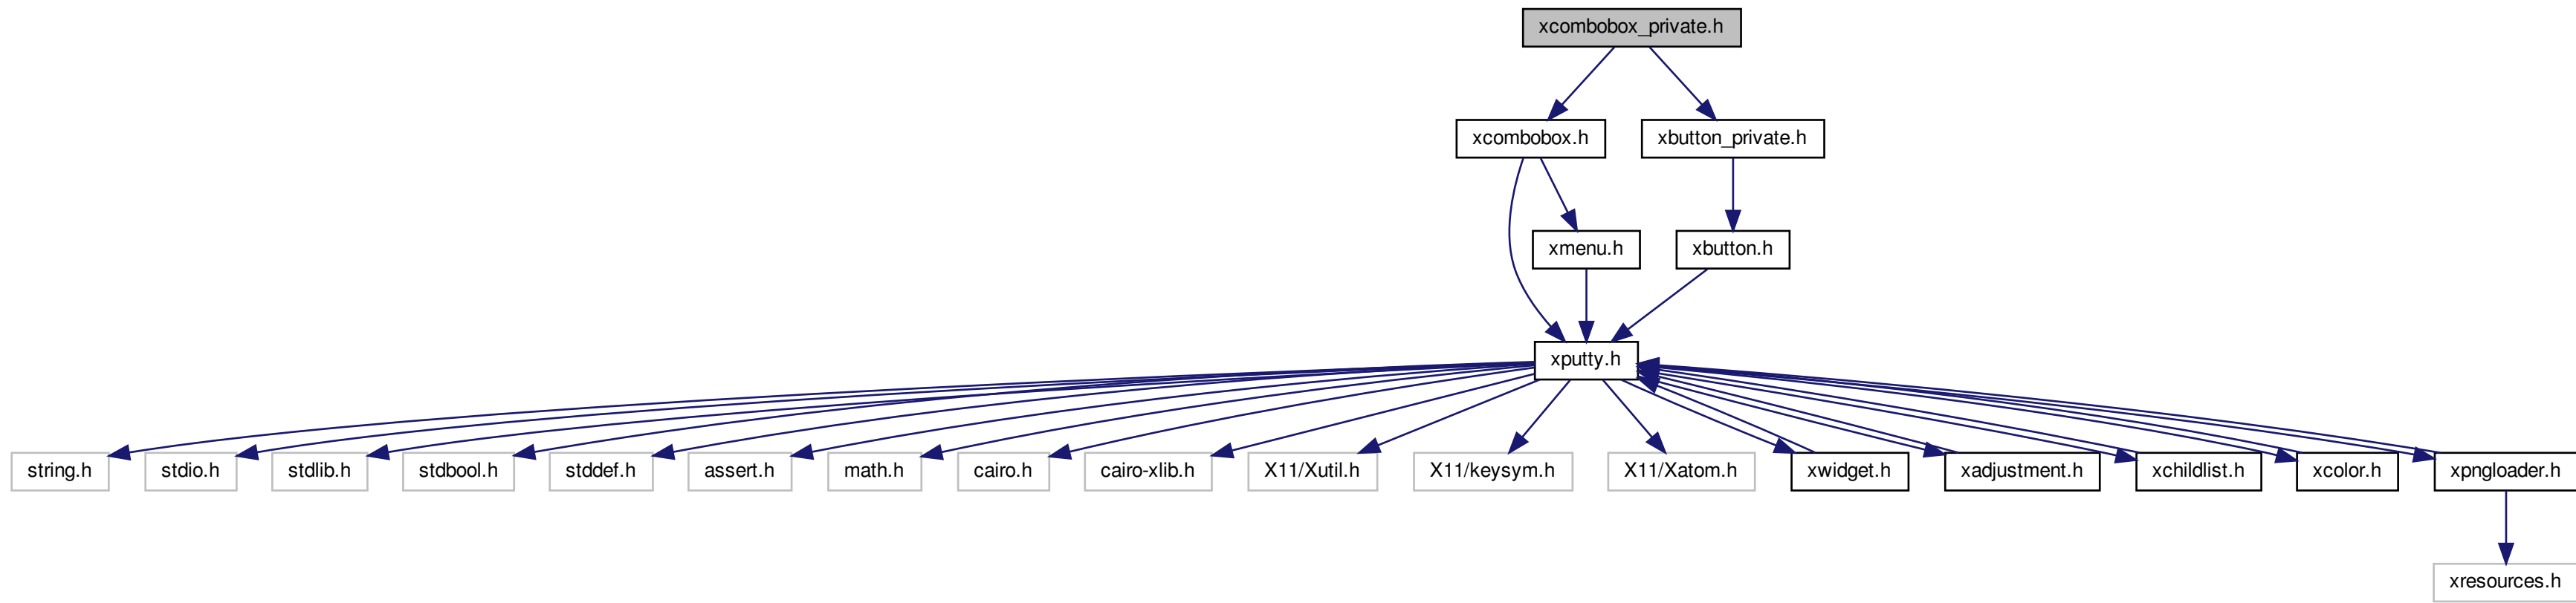 xcombobox_private.h
xcombobox.h
xbutton_private.h
xmenu.h
xbutton.h
xputty.h
string.h
stdio.h
stdlib.h
stdbool.h
stddef.h
assert.h
math.h
cairo.h
cairo-xlib.h
X11/Xutil.h
X11/keysym.h
X11/Xatom.h
xwidget.h
xadjustment.h
xchildlist.h
xcolor.h
xpngloader.h
xresources.h